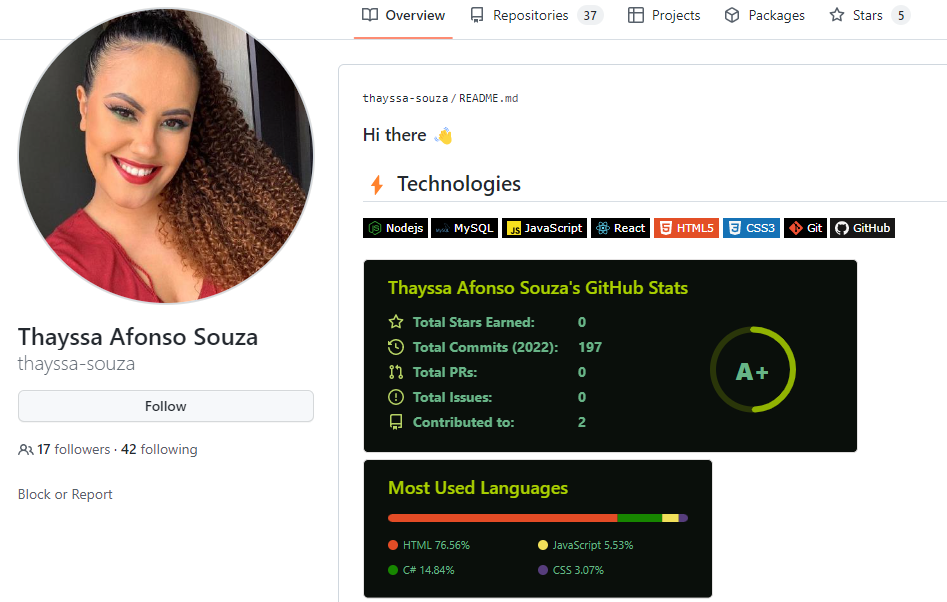 Overview Repositories 37 Projects Packages Stars 5
thayssa-souza/README.md
Hi there 👋
Technologies
Nodejs MySQL JavaScript React HTML5 CSS3 Git GitHub
Thayssa Afonso Souza's GitHub Stats
Total Stars Earned: 0
Total Commits (2022): 197
Total PRs: 0
Total Issues: 0
Contributed to: 2
A+
Most Used Languages
HTML 76.56% JavaScript 5.53%
C# 14.84% CSS 3.07%
Thayssa Afonso Souza
thayssa-souza
Follow
17 followers · 42 following
Block or Report